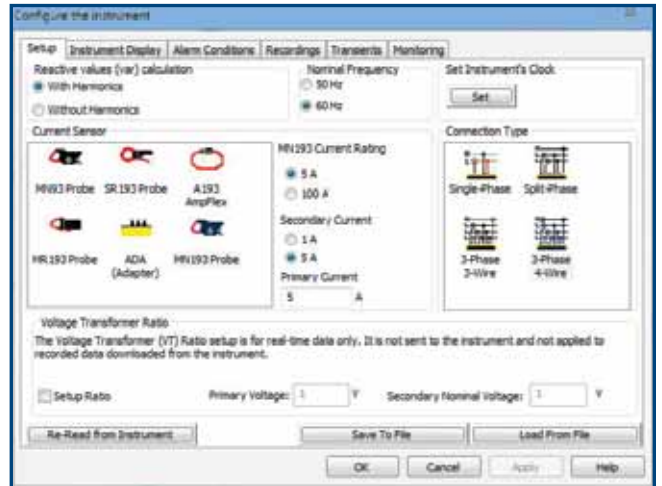 Configure the instrument
Setup Instrument Display Alarm Conditions Recordings Transients Monitoring
Reactive values (var) calculation
With Harmonics
Without Harmonics
Nominal Frequency
50 Hz
60 Hz
Set Instrument's Clock
Set
Current Sensor
MN93 Probe SR193 Probe A193 AmpFlex
MR193 Probe ADA (Adapter) MN193 Probe
MN193 Current Rating
5 A
100 A
Secondary Current
1 A
5 A
Primary Current
5 A
Connection Type
Single-Phase Split-Phase
3-Phase 3-Wire 3-Phase 4-Wire
Voltage Transformer Ratio
The Voltage Transformer (VT) Ratio setup is for real-time data only. It is not sent to the instrument and not applied to
recorded data downloaded from the instrument.
Setup Ratio Primary Voltage: 1 V Secondary Nominal Voltage: 1 V
Re-Read from Instrument Save To File Load From File
OK Cancel Apply Help